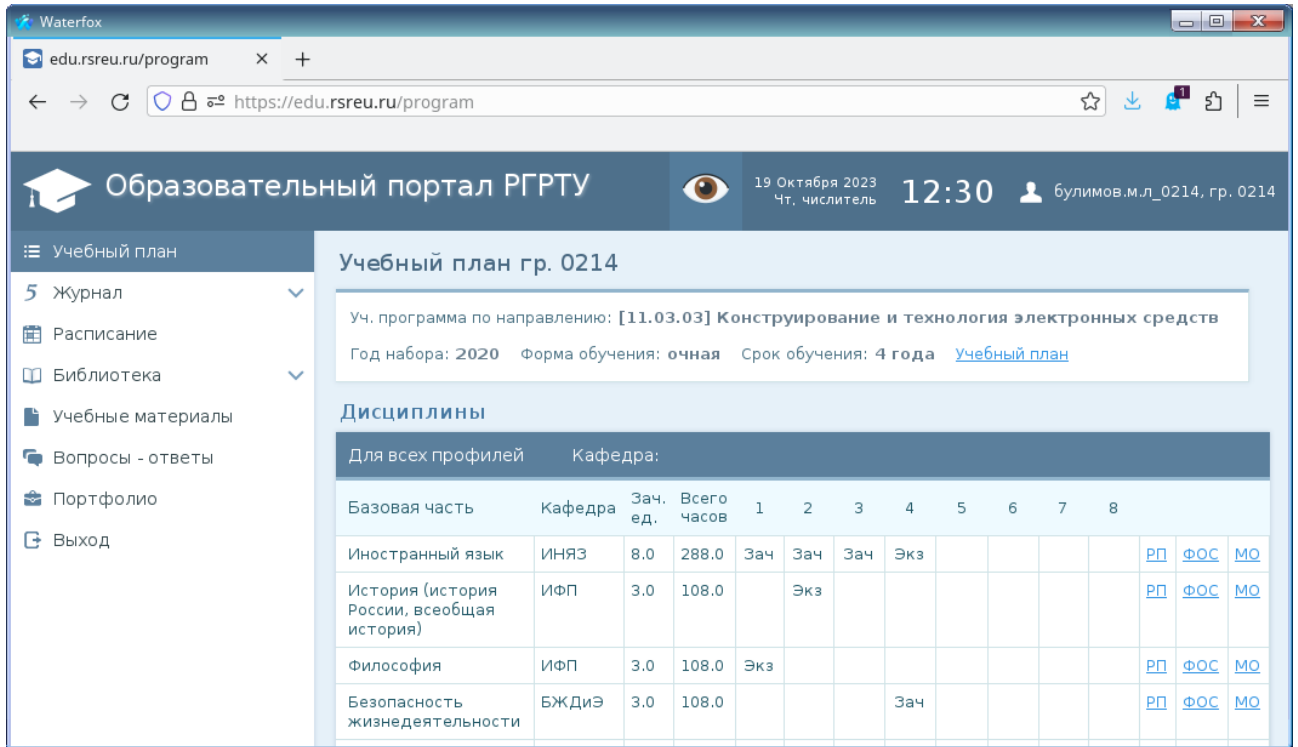 Waterfox
edu.rsreu.ru/program
https://edu.rsreu.ru/program
1
Образовательный портал РГРТУ
19 Октября 2023
Чт, числитель
12:30
булимов.м.л_0214, гр. 0214
Учебный план
5 Журнал
Расписание
Библиотека
Учебные материалы
Вопросы - ответы
Портфолио
Выход
Учебный план гр. 0214
Уч. программа по направлению: [11.03.03] Конструирование и технология электронных средств
Год набора: 2020 Форма обучения: очная Срок обучения: 4 года Учебный план
Дисциплины
Для всех профилей Кафедра:
Базовая часть Кафедра Зач. ед. Всего часов 1 2 3 4 5 6 7 8
Иностранный язык ИНЯЗ 8.0 288.0 Зач Зач Зач Экз РП ФОС МО
История (история ИФП 3.0 108.0 Экз РП ФОС МО
России, всеобщая
история)
Философия ИФП 3.0 108.0 Экз РП ФОС МО
Безопасность БЖДиЭ 3.0 108.0 Зач РП ФОС МО
жизнедеятельности